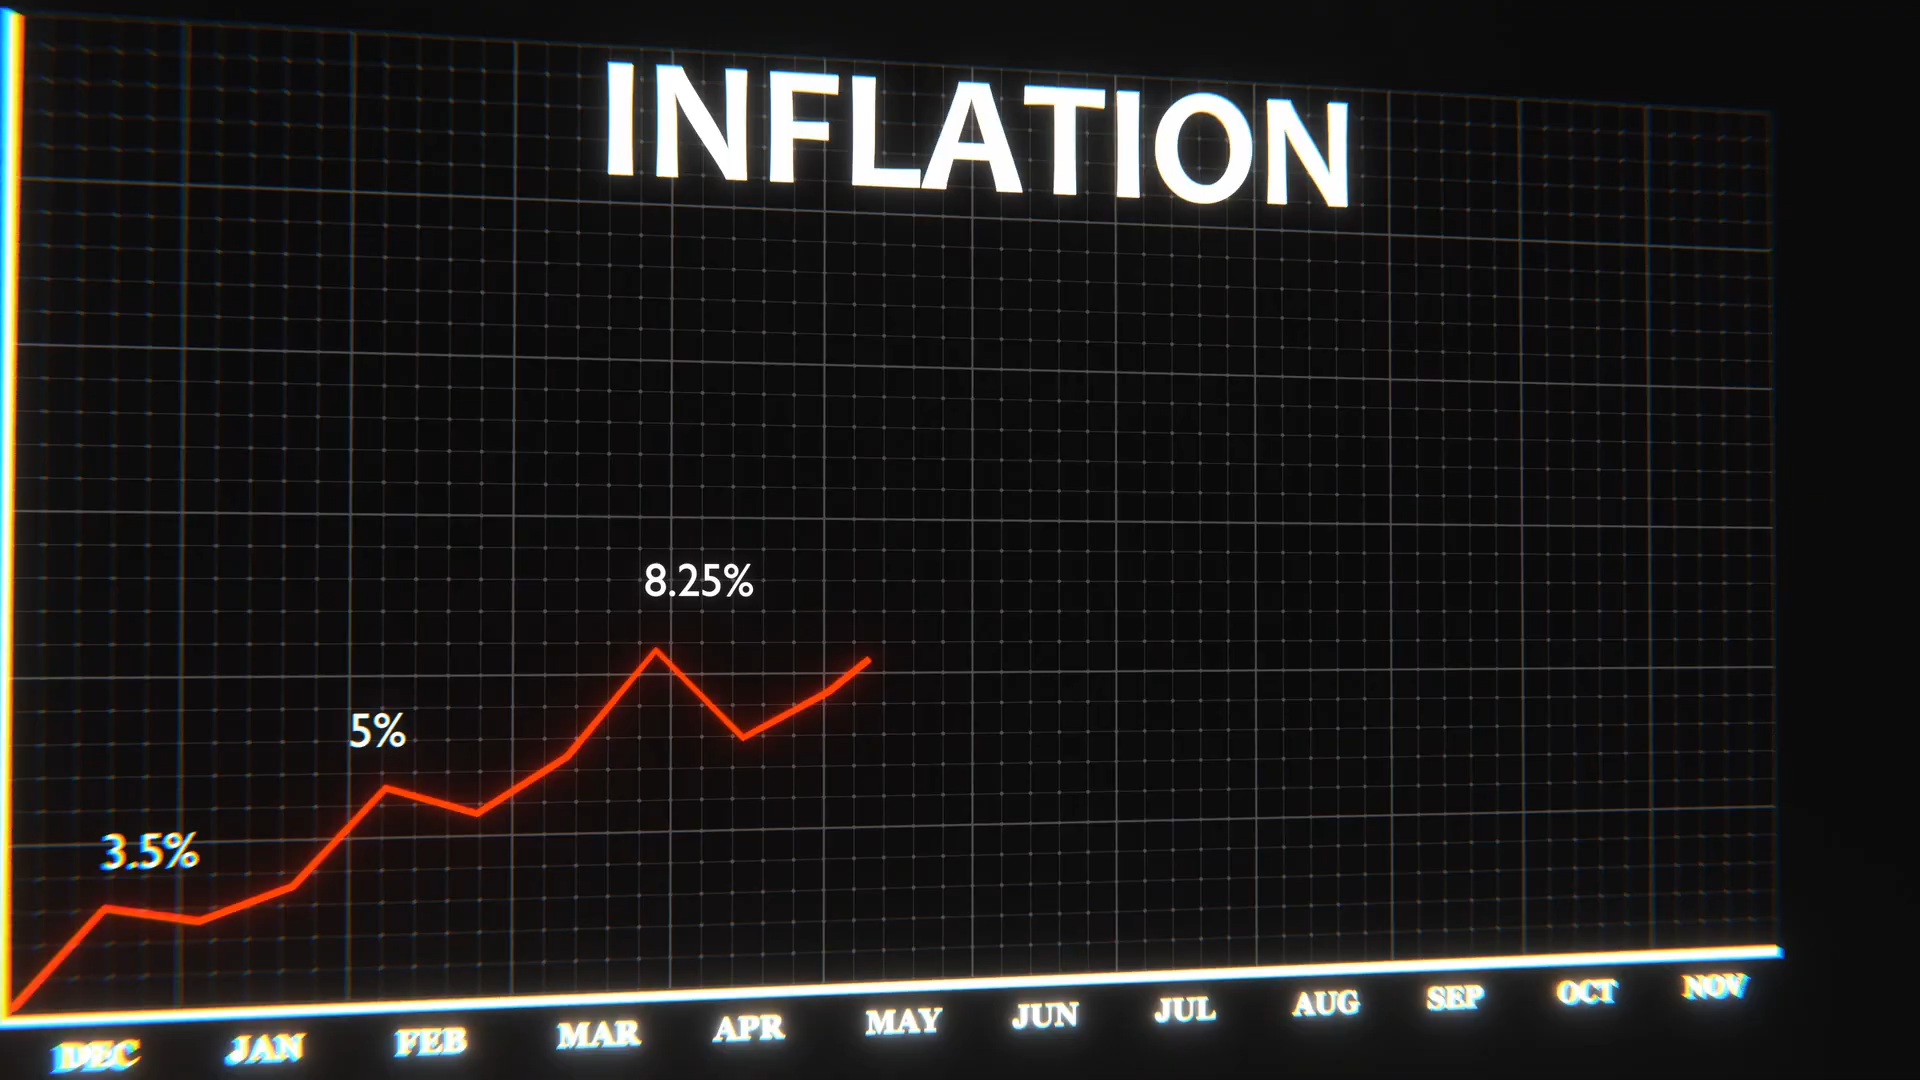 INFLATION
8.25%
5%
3.5%
DEC JAN FEB MAR APR MAY JUN JUL AUG SEP OCT NOV